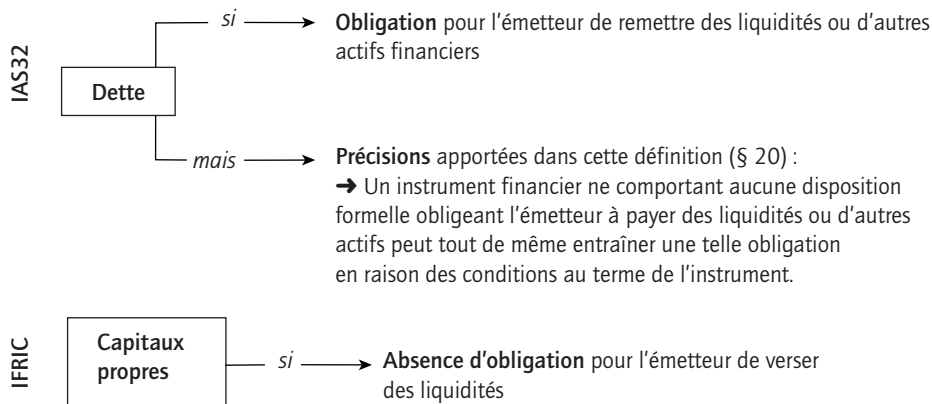 IAS32
Dette
si
Obligation pour l'émetteur de remettre des liquidités ou d'autres
actifs financiers
mais
Précisions apportées dans cette définition (§ 20) :
➜ Un instrument financier ne comportant aucune disposition
formelle obligeant l'émetteur à payer des liquidités ou d'autres
actifs peut tout de même entraîner une telle obligation
en raison des conditions au terme de l'instrument.
IFRIC
Capitaux
propres
si
Absence d'obligation pour l'émetteur de verser
des liquidités